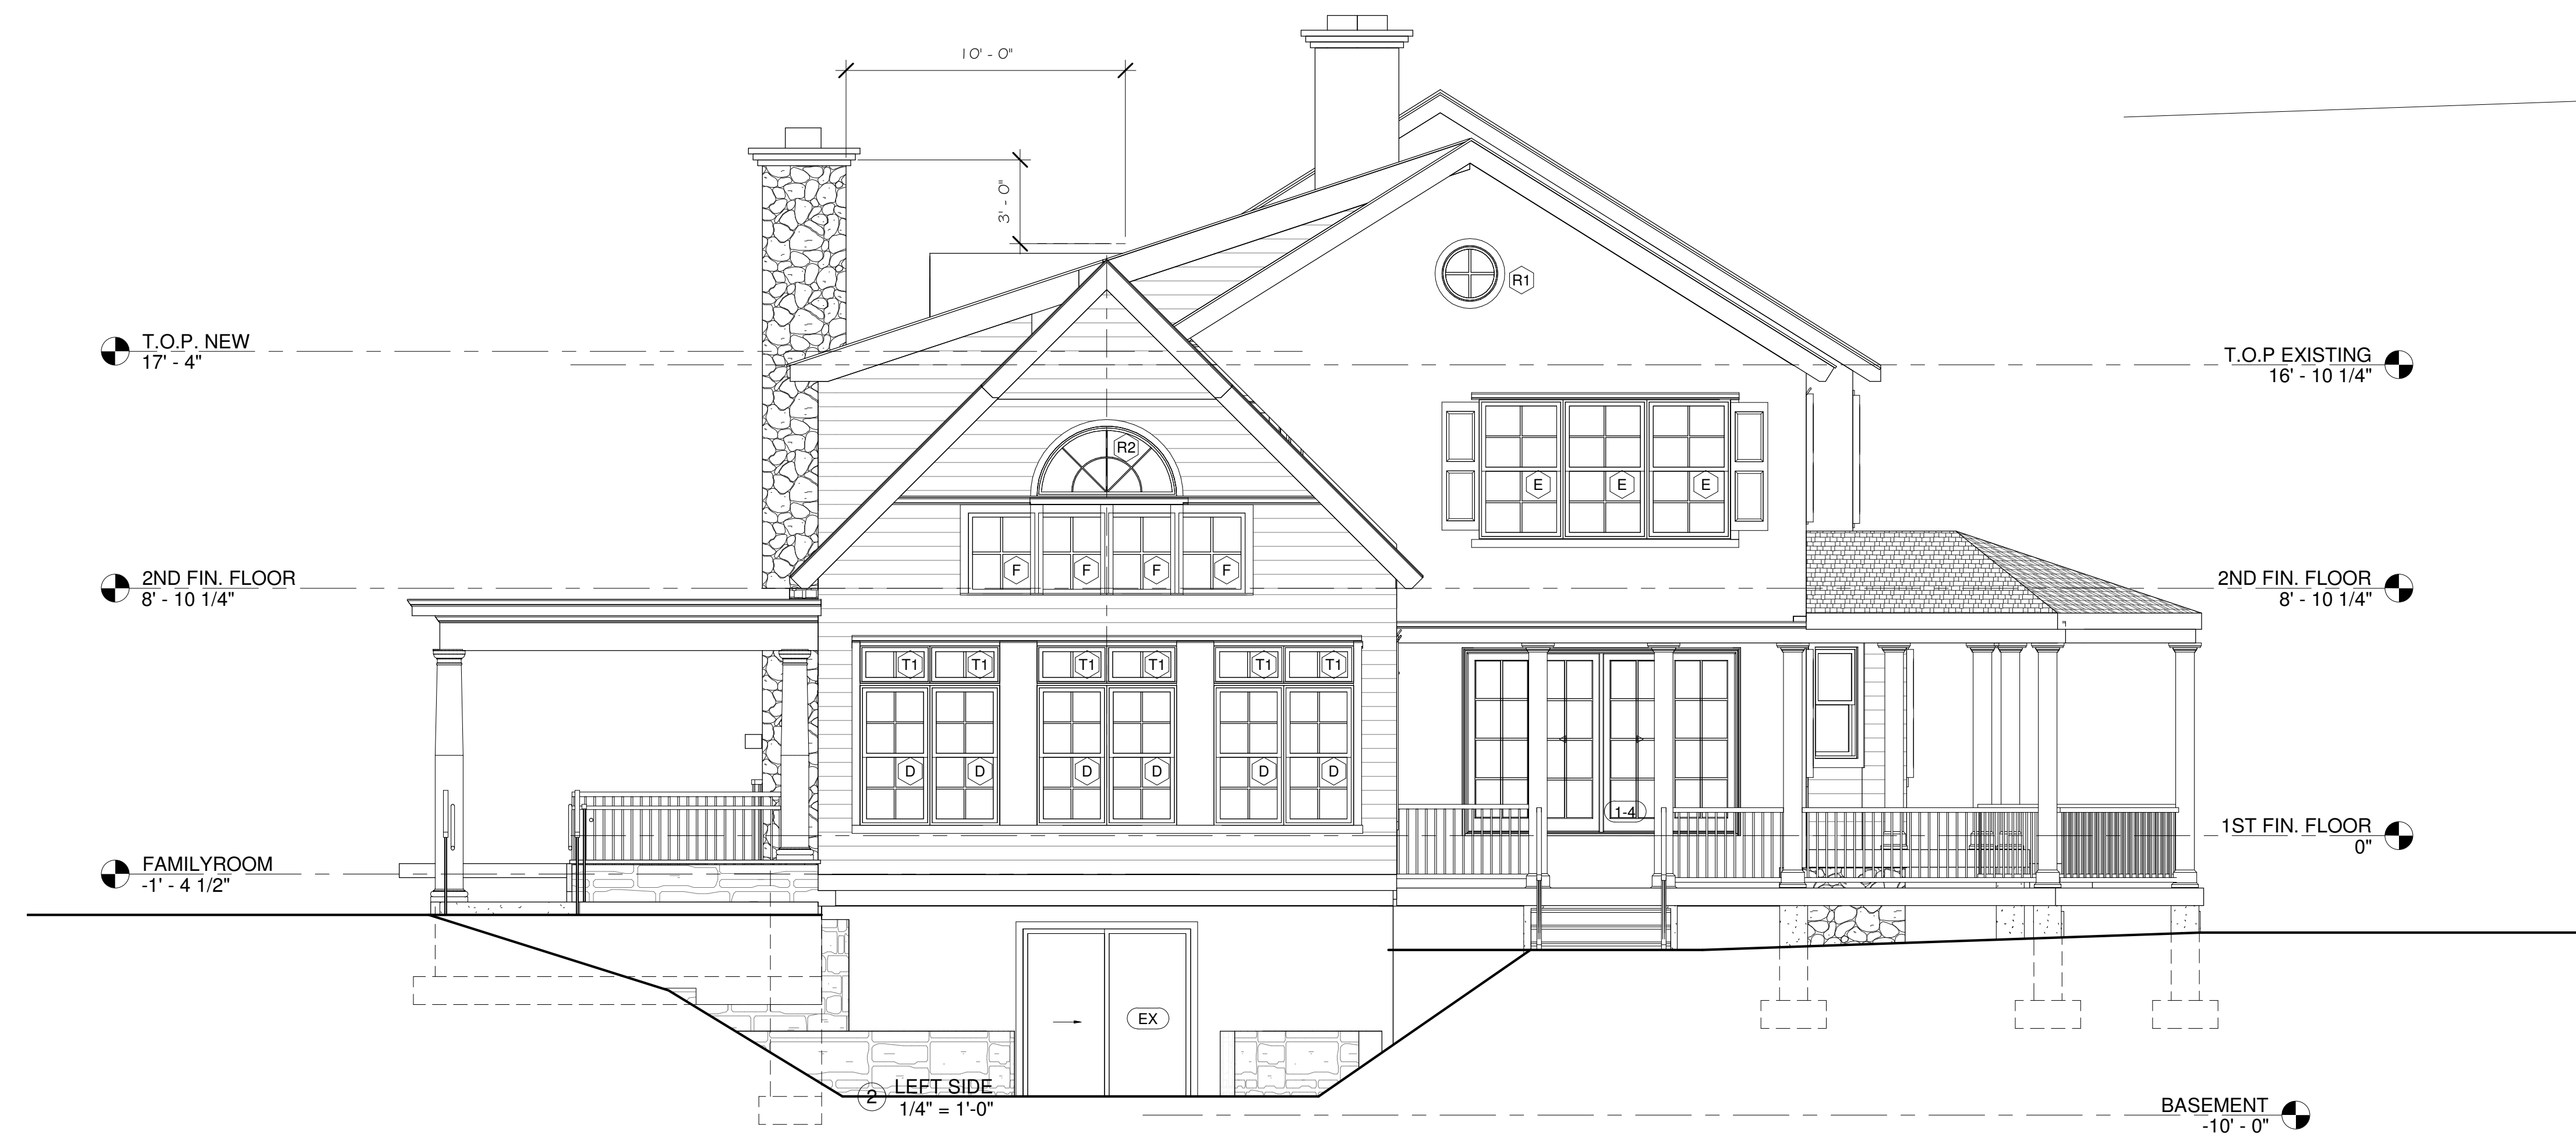 10' - 0"
3' - 0"
R1
T.O.P. NEW
17' - 4"
T.O.P EXISTING
16' - 10 1/4"
R2
E E E
F F F F
2ND FIN. FLOOR
8' - 10 1/4"
2ND FIN. FLOOR
8' - 10 1/4"
T1 T1 T1 T1 T1 T1
D D D D D D
1-4
1ST FIN. FLOOR
0"
FAMILYROOM
-1' - 4 1/2"
EX
2 LEFT SIDE
1/4" = 1'-0"
BASEMENT
-10' - 0"